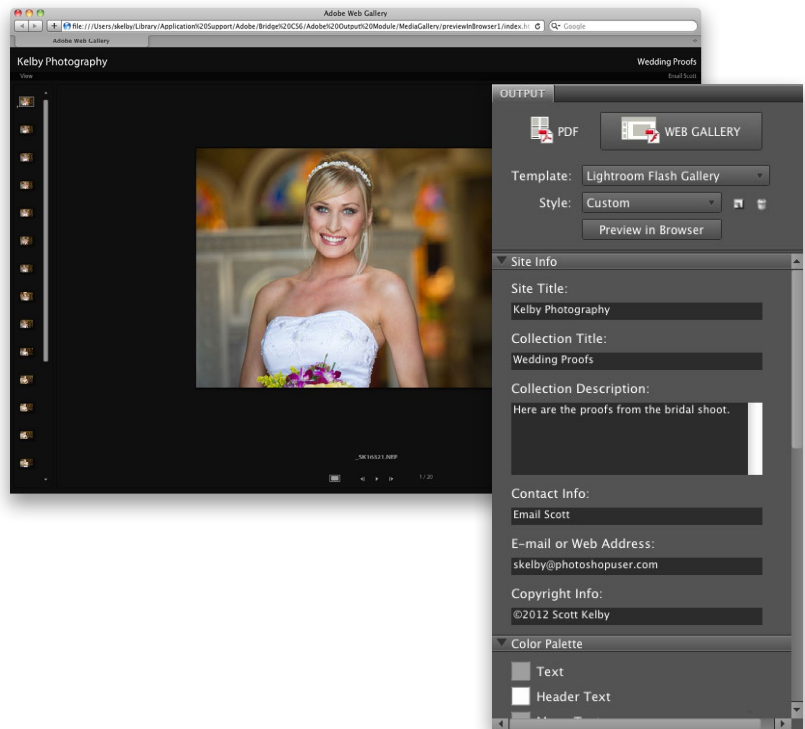 Adobe Web Gallery
file:///Users/skelby/Library/Application%20Support/Adobe/Bridge%20CS6/Adobe%20Output%20Module/MediaGallery/previewInBrowser1/index.ht
Google
Adobe Web Gallery
Kelby Photography
Wedding Proofs
View
Email Scott
_SK16321.NEF
1 / 20
OUTPUT
PDF
WEB GALLERY
Template: Lightroom Flash Gallery
Style: Custom
Preview in Browser
Site Info
Site Title:
Kelby Photography
Collection Title:
Wedding Proofs
Collection Description:
Here are the proofs from the bridal shoot.
Contact Info:
Email Scott
E-mail or Web Address:
skelby@photoshopuser.com
Copyright Info:
©2012 Scott Kelby
Color Palette
Text
Header Text